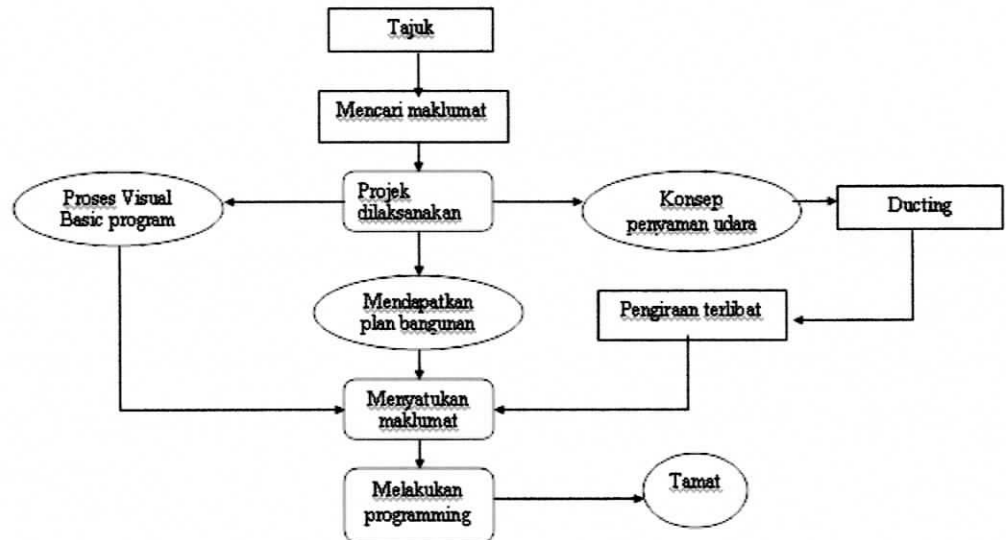 Tajuk
Mencari maklumat
Proses Visual
Basic program
Projek
dilaksanakan
Konsep
penyaman udara
Ducting
Mendapatkan
plan bangunan
Pengiraan terlibat
Menyatukan
maklumat
Melakukan
programming
Tamat